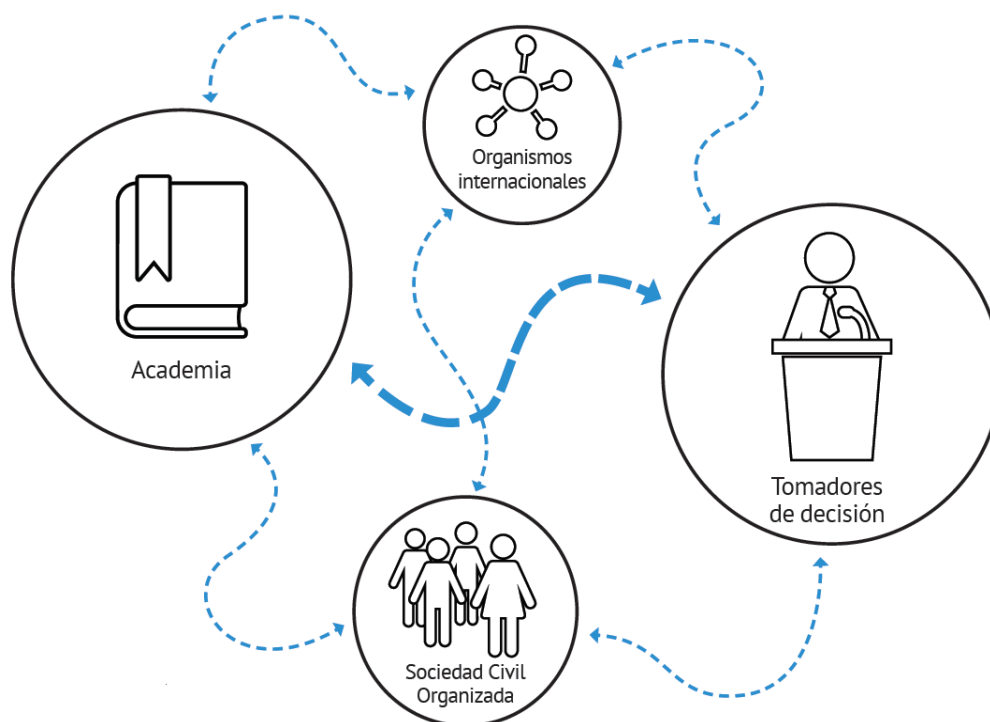 Organismos
internacionales
Academia
Tomadores
de decisión
Sociedad Civil
Organizada